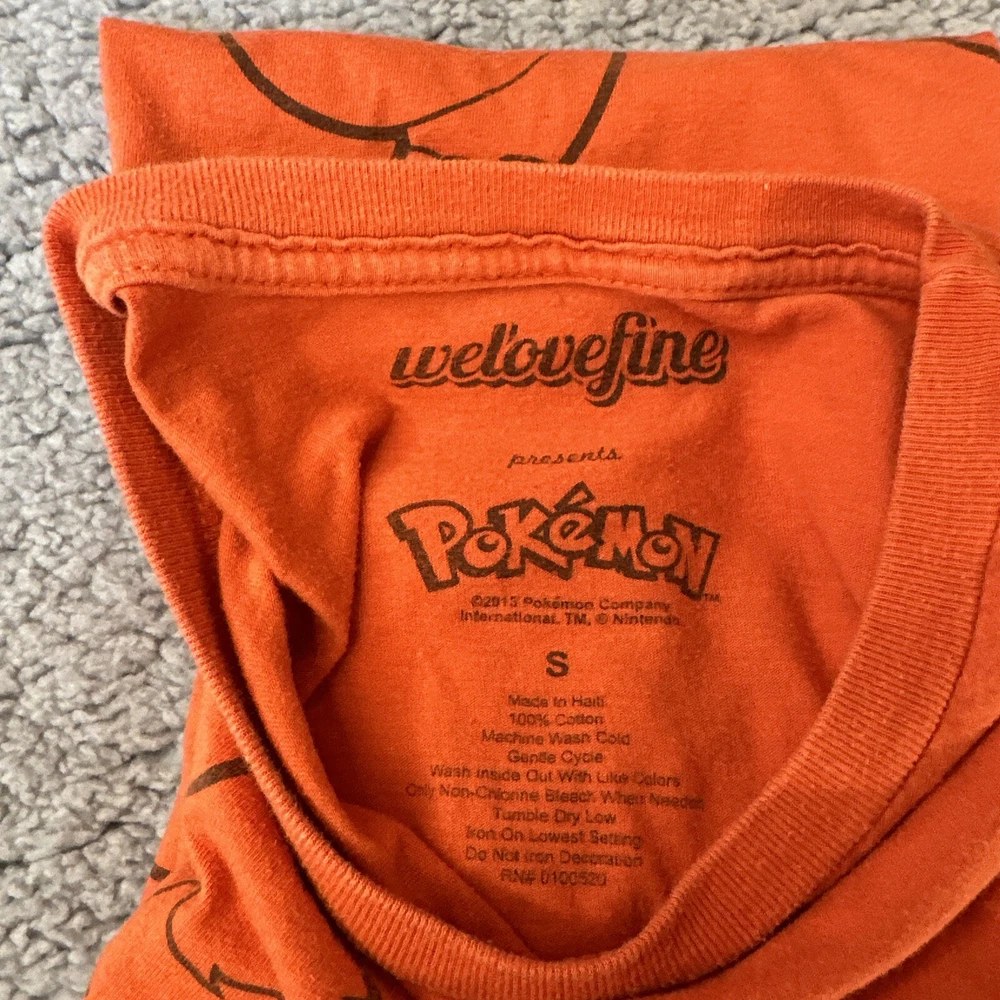 welovefine
presents
POKéMON
TM
©2013 Pokémon Company
International. TM, © Nintendo
S
Made In Haiti
100% Cotton
Machine Wash Cold
Gentle Cycle
Wash Inside Out With Like Colors
Only Non-Chlorine Bleach When Needed
Tumble Dry Low
Iron On Lowest Setting
Do Not Iron Decoration
RN# 0100520